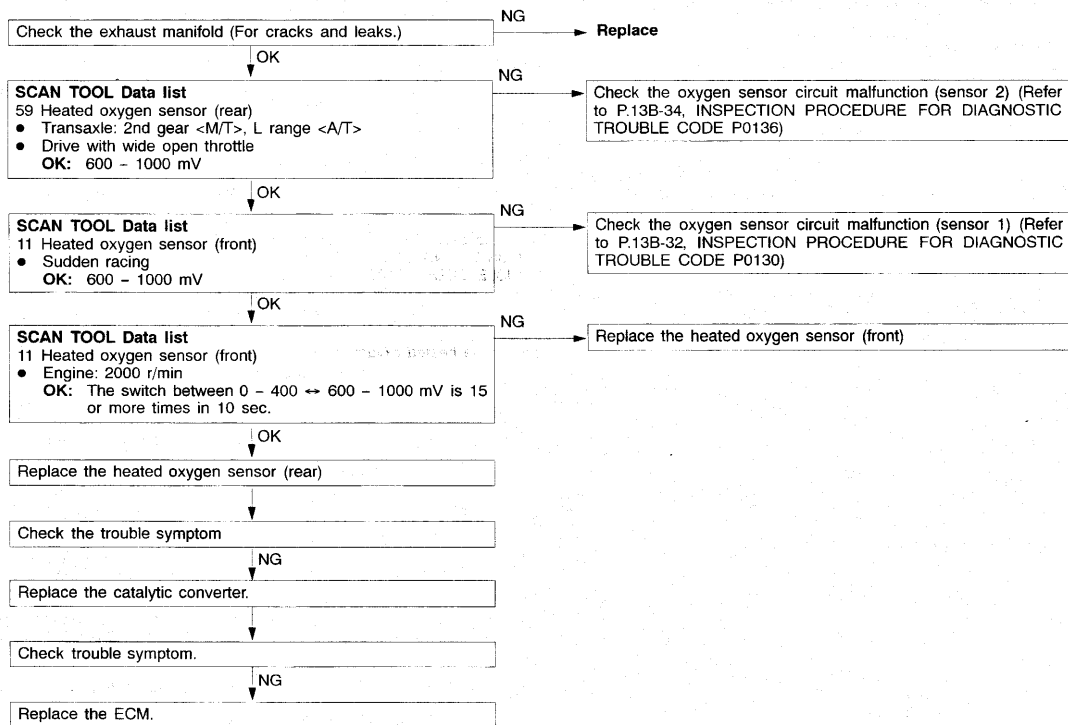 NG
Check the exhaust manifold (For cracks and leaks.)
Replace
OK
NG
SCAN TOOL Data list
59 Heated oxygen sensor (rear)
● Transaxle: 2nd gear <M/T>, L range <A/T>
● Drive with wide open throttle
OK: 600 – 1000 mV
Check the oxygen sensor circuit malfunction (sensor 2) (Refer
to P.13B-34, INSPECTION PROCEDURE FOR DIAGNOSTIC
TROUBLE CODE P0136)
OK
NG
SCAN TOOL Data list
11 Heated oxygen sensor (front)
● Sudden racing
OK: 600 – 1000 mV
Check the oxygen sensor circuit malfunction (sensor 1) (Refer
to P.13B-32, INSPECTION PROCEDURE FOR DIAGNOSTIC
TROUBLE CODE P0130)
OK
NG
SCAN TOOL Data list
11 Heated oxygen sensor (front)
● Engine: 2000 r/min
OK: The switch between 0 – 400 ↔ 600 – 1000 mV is 15
or more times in 10 sec.
Replace the heated oxygen sensor (front)
OK
Replace the heated oxygen sensor (rear)
Check the trouble symptom
NG
Replace the catalytic converter.
Check trouble symptom.
NG
Replace the ECM.